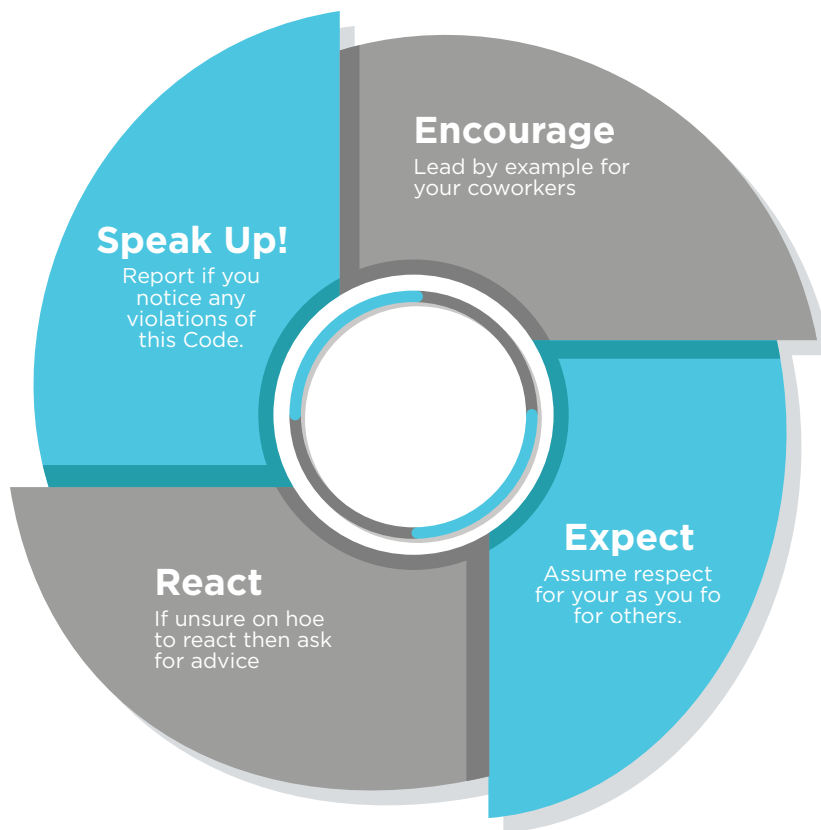 Encourage
Lead by example for
your coworkers
Speak Up!
Report if you
notice any
violations of
this Code.
Expect
Assume respect
for your as you fo
for others.
React
If unsure on hoe
to react then ask
for advice